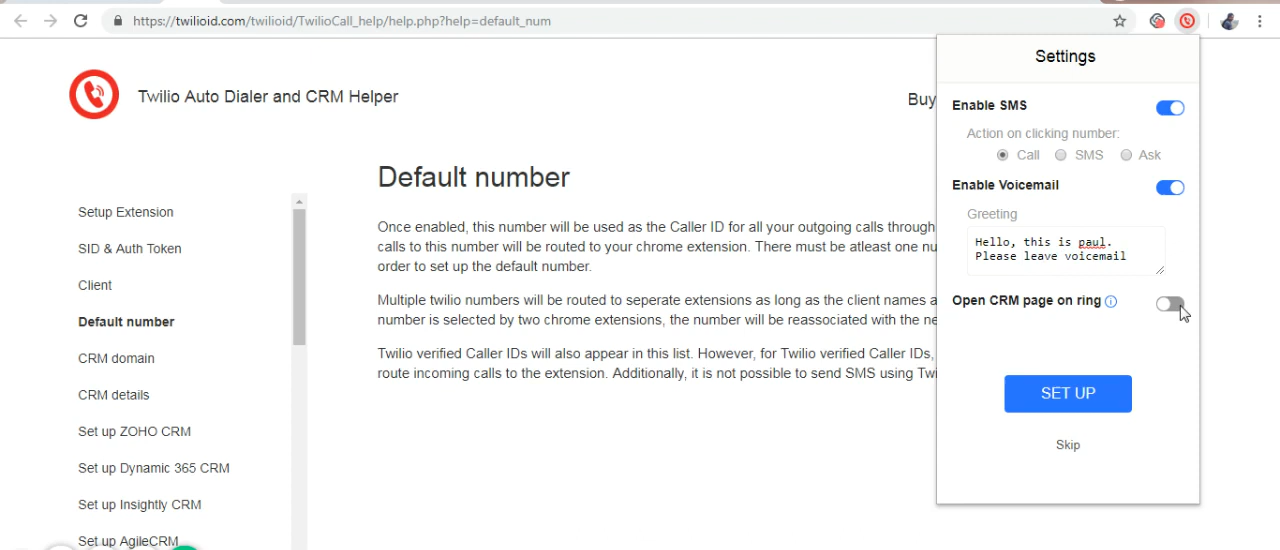 https://twilioid.com/twilioid/TwilioCall_help/help.php?help=default_num
Twilio Auto Dialer and CRM Helper
Buy
Setup Extension
SID & Auth Token
Client
Default number
CRM domain
CRM details
Set up ZOHO CRM
Set up Dynamic 365 CRM
Set up Insightly CRM
Set up AgileCRM
Default number
Once enabled, this number will be used as the Caller ID for all your outgoing calls through
calls to this number will be routed to your chrome extension. There must be atleast one nu
order to set up the default number.
Multiple twilio numbers will be routed to seperate extensions as long as the client names a
number is selected by two chrome extensions, the number will be reassociated with the ne
Twilio verified Caller IDs will also appear in this list. However, for Twilio verified Caller IDs,
route incoming calls to the extension. Additionally, it is not possible to send SMS using Twi
Settings
Enable SMS
Action on clicking number:
Call SMS Ask
Enable Voicemail
Greeting
Hello, this is paul.
Please leave voicemail
Open CRM page on ring
SET UP
Skip